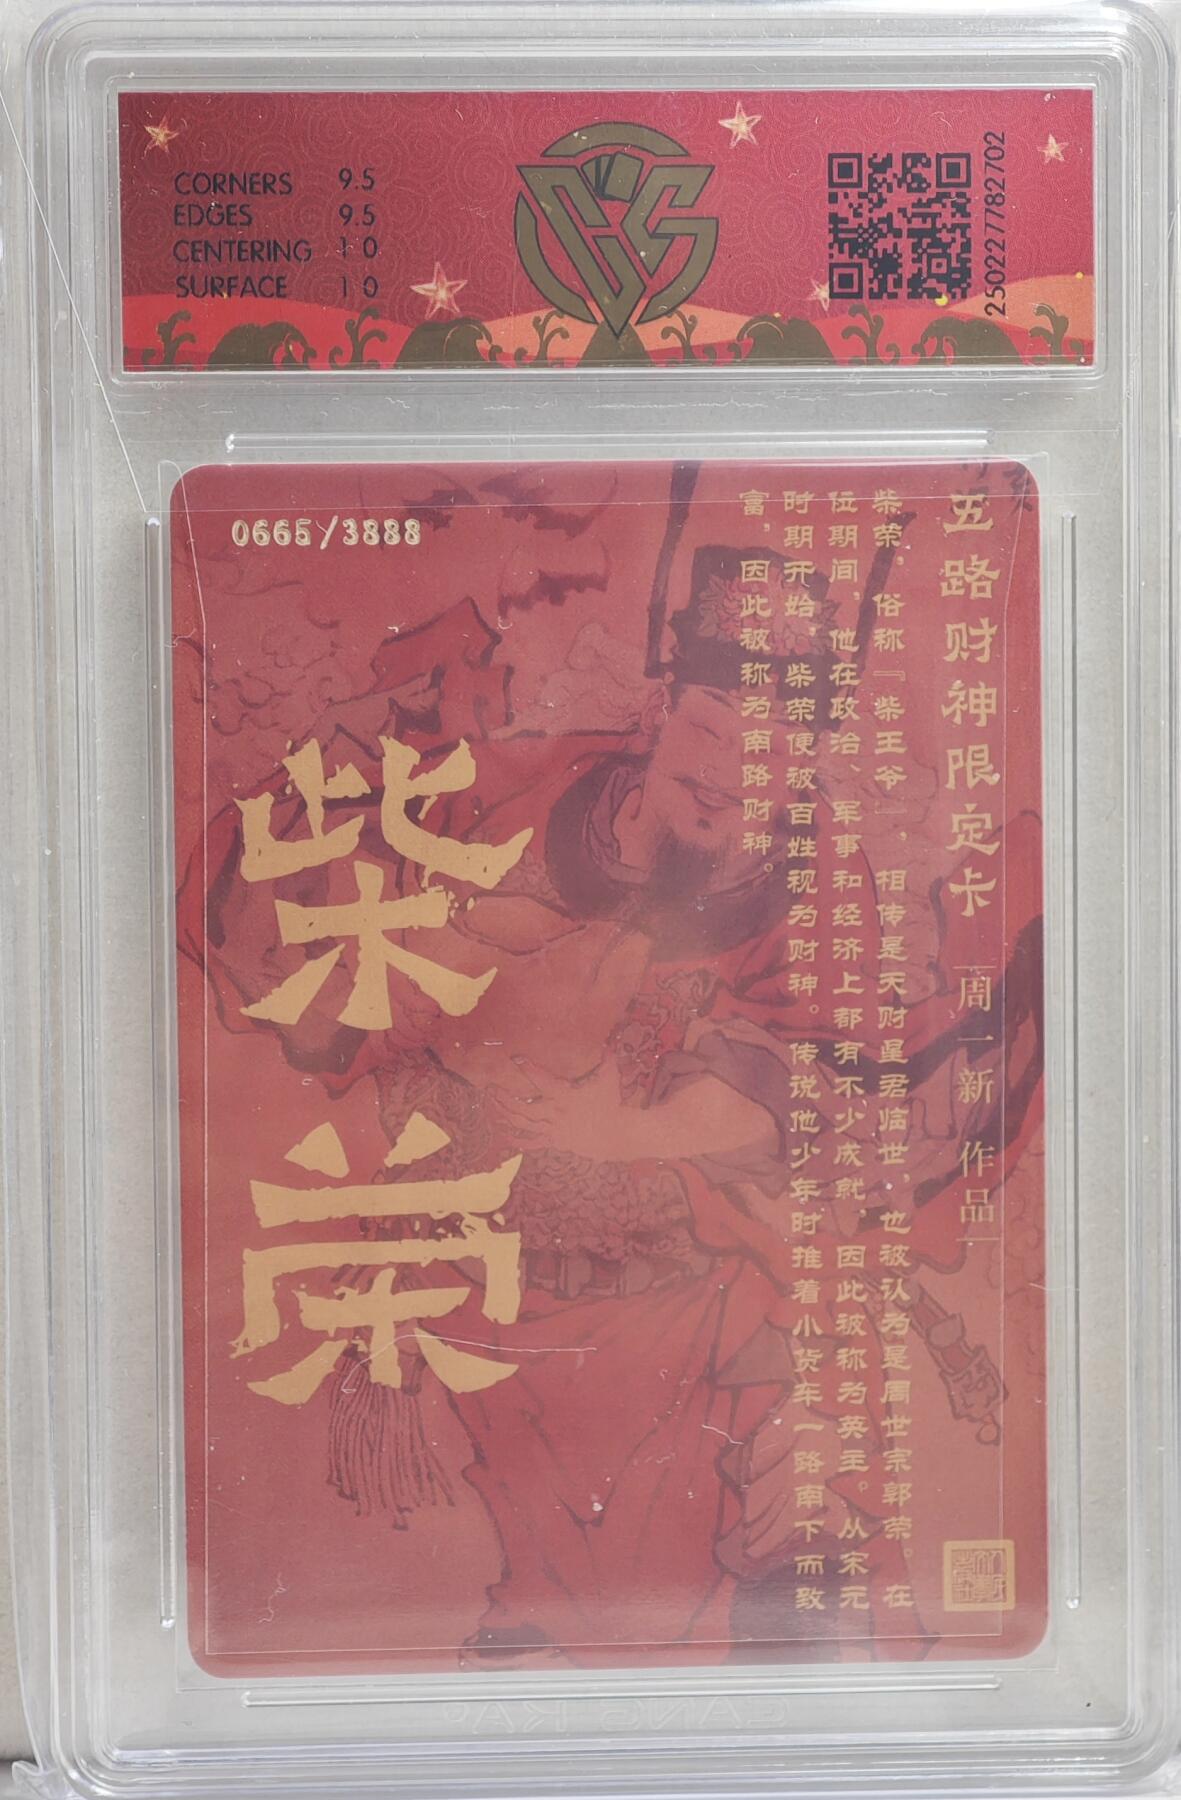 CORNERS 9.5
EDGES 9.5
CENTERING 10
SURFACE 10
250227782702
0665/3888
五路财神限定卡
周一新 作品
柴荣，俗称『柴王爷』，相传是天财星君临世，也被认为是周世宗郭荣。在
位期间，他在政治、军事和经济上都有不少成就，因此被称为英主。从宋元
时期开始，柴荣便被百姓视为财神。传说他少年时推着小货车一路南下而致
富，因此被称为南路财神。
柴荣